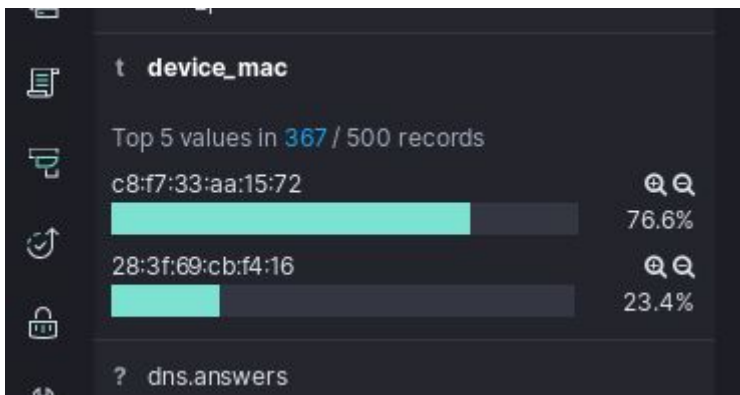 t device_mac
Top 5 values in 367 / 500 records
c8:f7:33:aa:15:72
76.6%
28:3f:69:cb:f4:16
23.4%
? dns.answers